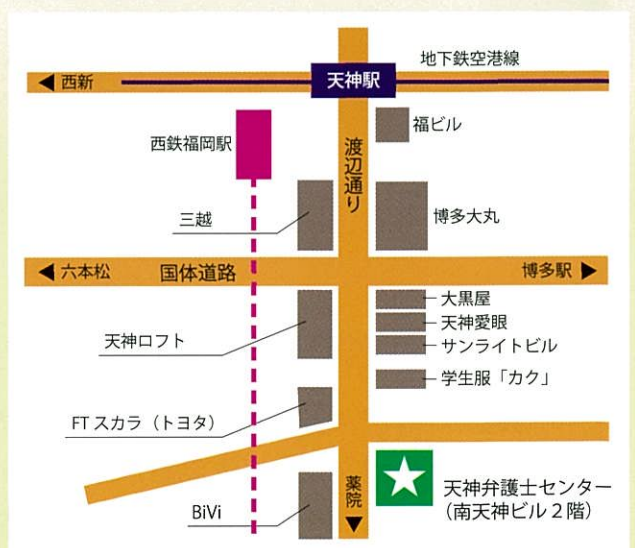 地下鉄空港線
◀ 西新
天神駅
福ビル
西鉄福岡駅
渡辺通り
三越
博多大丸
◀ 六本松
国体道路
博多駅 ▶
大黒屋
天神愛眼
天神ロフト
サンライトビル
学生服「カク」
FTスカラ（トヨタ）
薬院
▼
天神弁護士センター
（南天神ビル２階）
BiVi